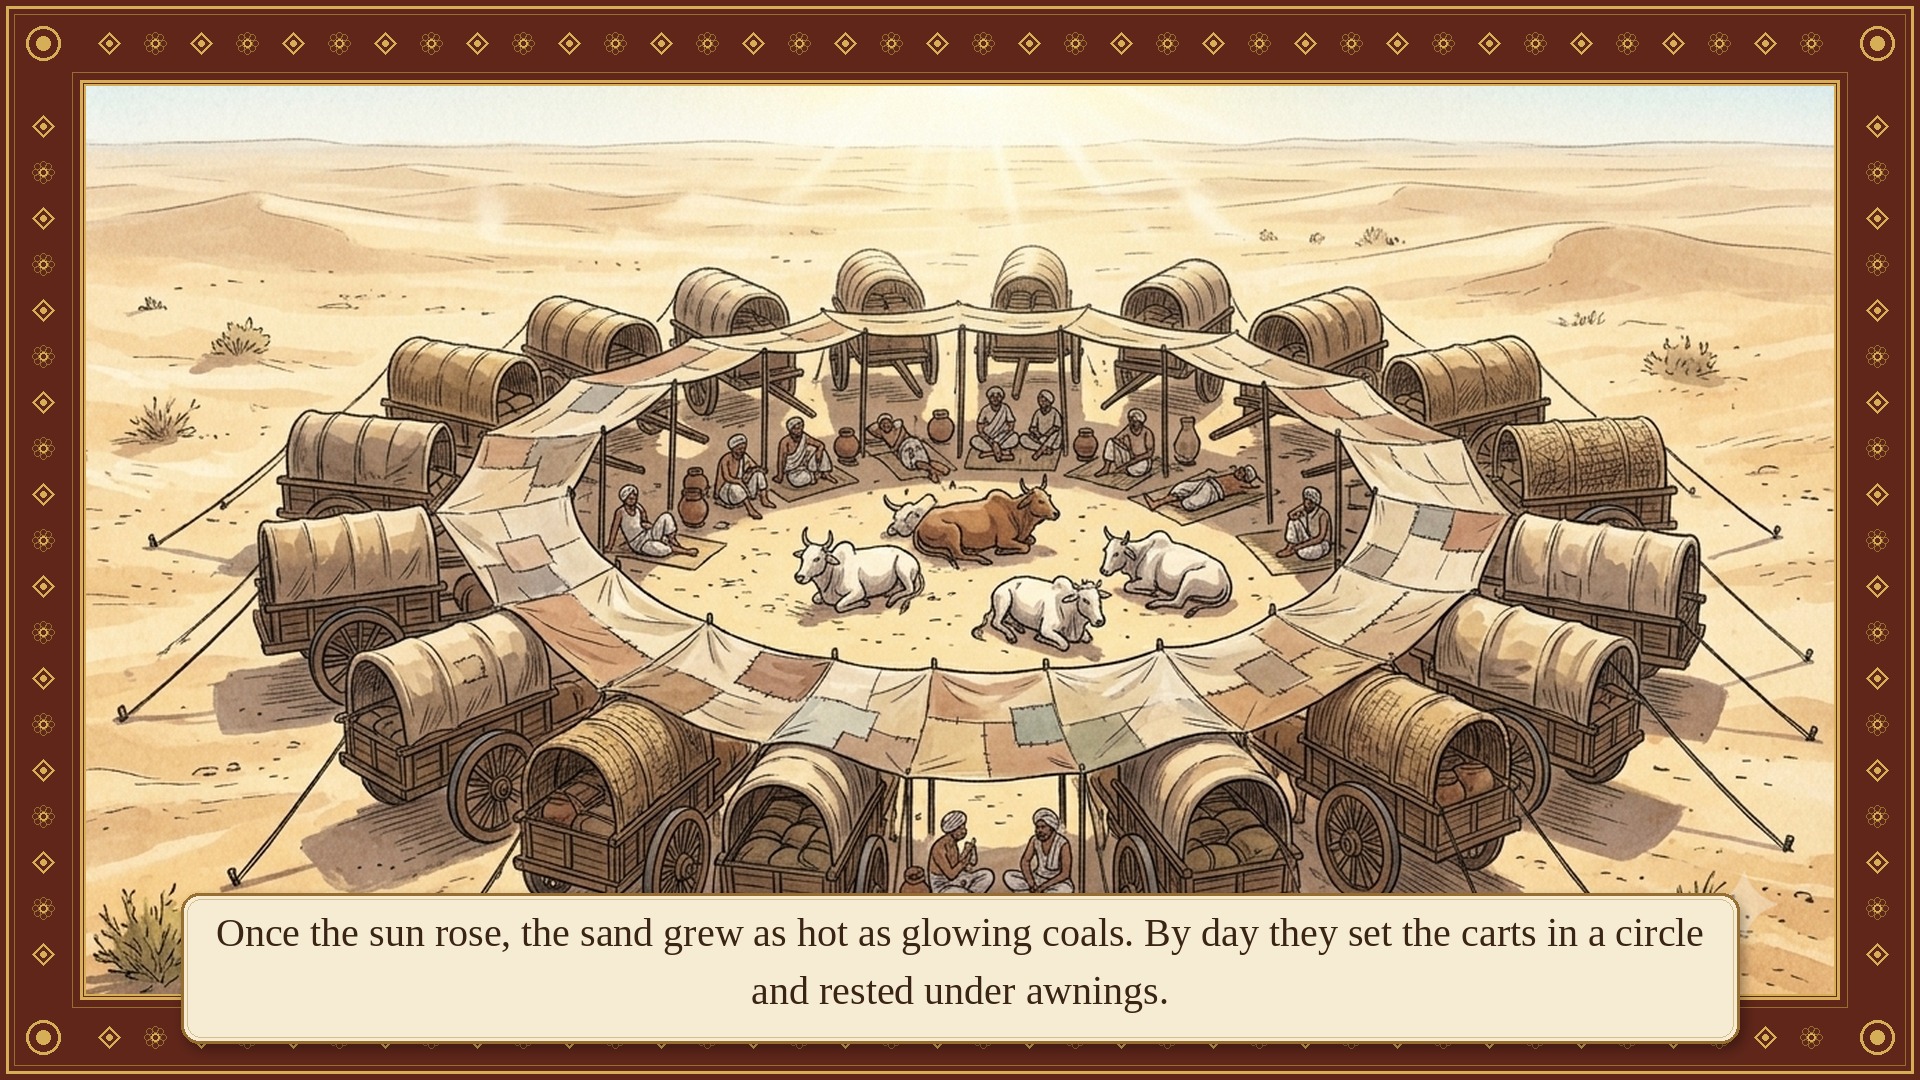 Once the sun rose, the sand grew as hot as glowing coals. By day they set the carts in a circle
and rested under awnings.